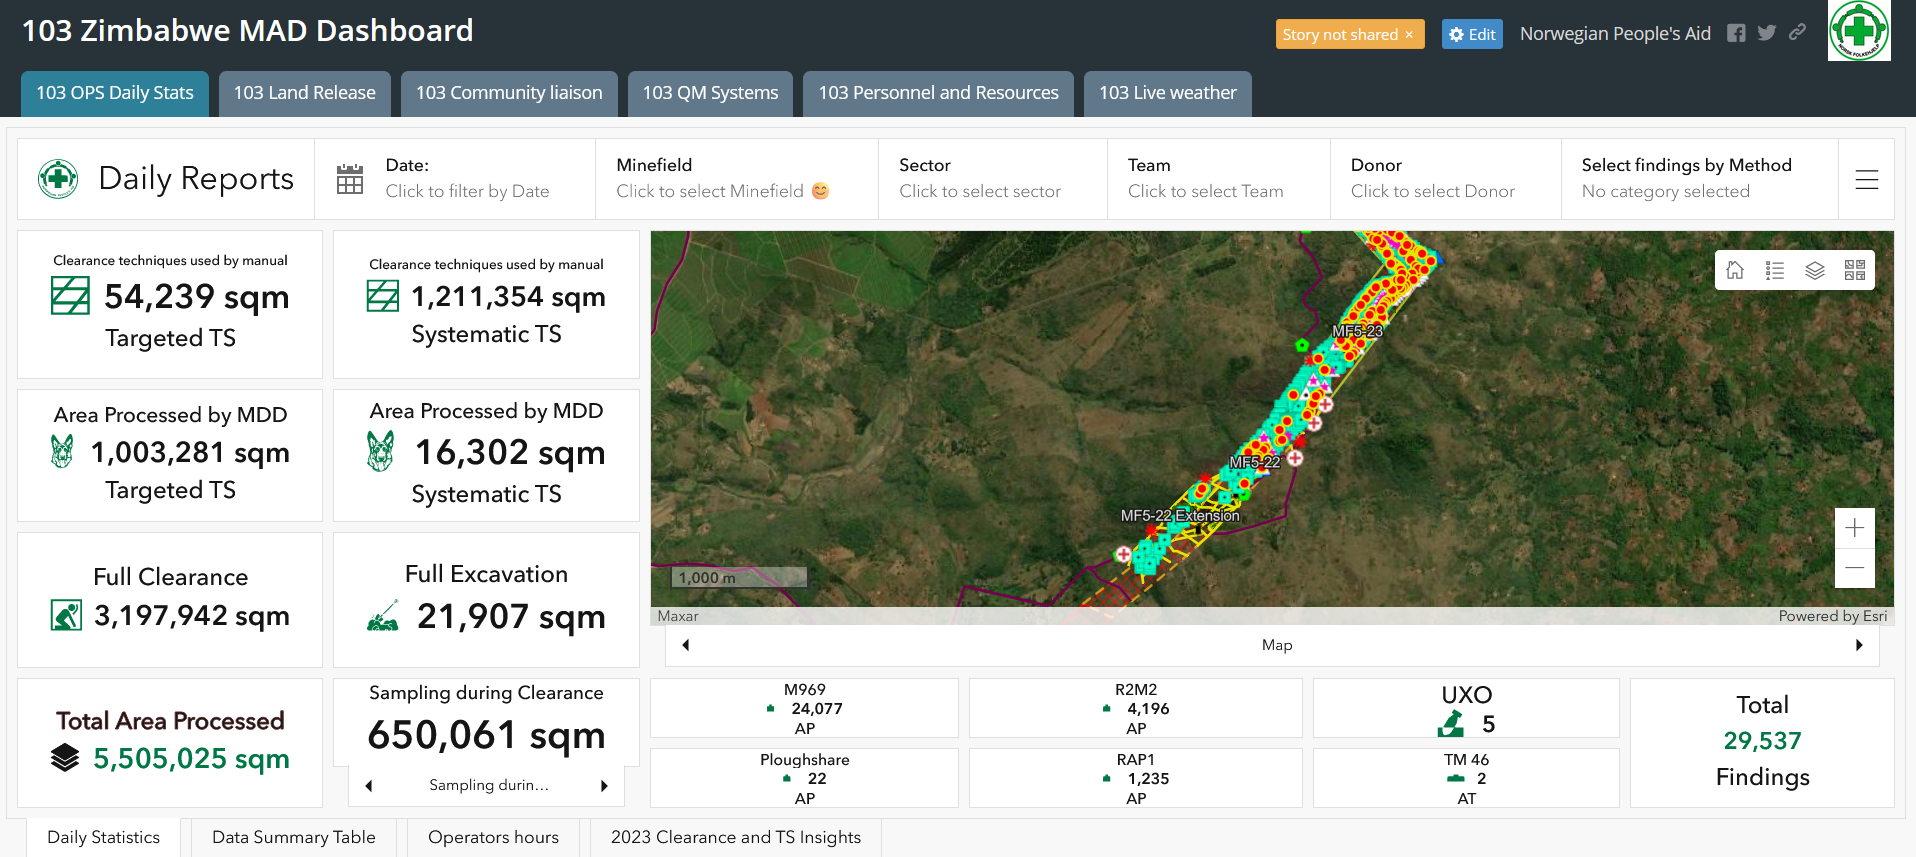 103 Zimbabwe MAD Dashboard
Story not shared ×
Edit
Norwegian People's Aid
NORSK FOLKEHJELP
103 OPS Daily Stats
103 Land Release
103 Community liaison
103 QM Systems
103 Personnel and Resources
103 Live weather
Daily Reports
Date:
Click to filter by Date
Minefield
Click to select Minefield 😊
Sector
Click to select sector
Team
Click to select Team
Donor
Click to select Donor
Select findings by Method
No category selected
Clearance techniques used by manual
54,239 sqm
Targeted TS
Clearance techniques used by manual
1,211,354 sqm
Systematic TS
Area Processed by MDD
1,003,281 sqm
Targeted TS
Area Processed by MDD
16,302 sqm
Systematic TS
Full Clearance
3,197,942 sqm
Full Excavation
21,907 sqm
Total Area Processed
5,505,025 sqm
Sampling during Clearance
650,061 sqm
Sampling durin…
MF5-23
MF5-22
MF5-22 Extension
1,000 m
Maxar
Powered by Esri
Map
M969
24,077
AP
R2M2
4,196
AP
UXO
5
Ploughshare
22
AP
RAP1
1,235
AP
TM 46
2
AT
Total
29,537
Findings
Daily Statistics
Data Summary Table
Operators hours
2023 Clearance and TS Insights